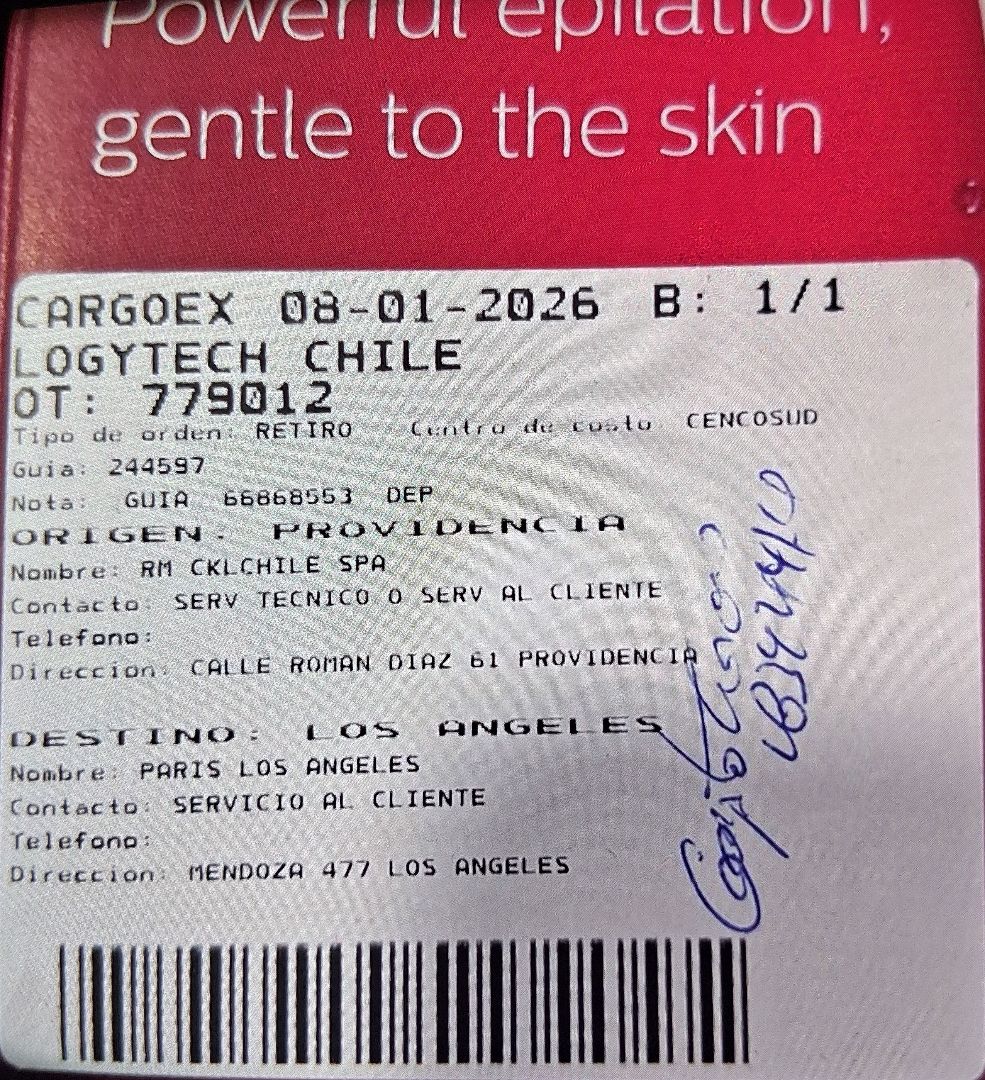 Powerful epilation,
gentle to the skin
CARGOEX 08-01-2026 B: 1/1
LOGYTECH CHILE
OT: 779012
Tipo de orden: RETIRO Centro de costo CENCOSUD
Guia: 244597
Nota: GUIA 66868553 DEP
ORIGEN: PROVIDENCIA
Nombre: RM CKLCHILE SPA
Contacto: SERV TECNICO O SERV AL CLIENTE
Telefono:
Direccion: CALLE ROMAN DIAZ 61 PROVIDENCIA
DESTINO: LOS ANGELES
Nombre: PARIS LOS ANGELES
Contacto: SERVICIO AL CLIENTE
Telefono:
Direccion: MENDOZA 477 LOS ANGELES